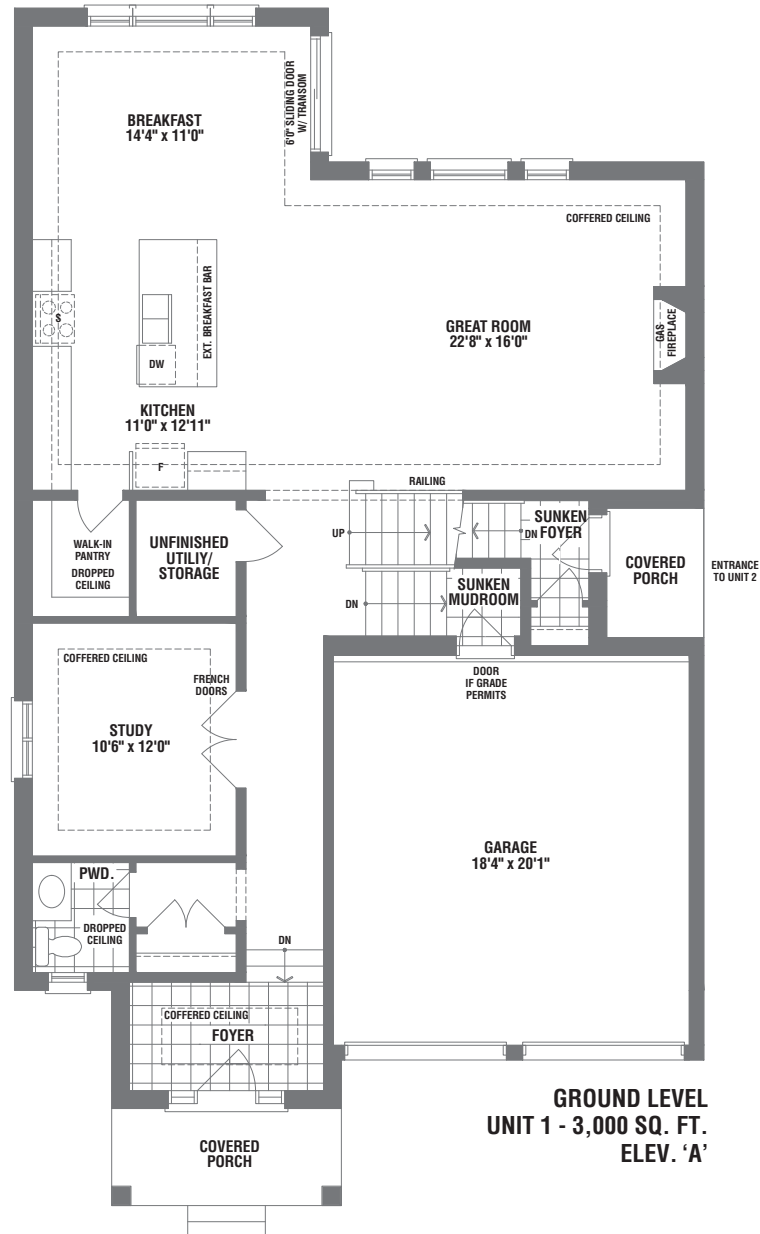 BREAKFAST
14'4" x 11'0"
6'0" SLIDING DOOR
W/ TRANSOM
COFFERED CEILING
S
EXT. BREAKFAST BAR
DW
GREAT ROOM
22'8" x 16'0"
GAS
FIREPLACE
KITCHEN
11'0" x 12'11"
F
RAILING
WALK-IN
PANTRY
DROPPED
CEILING
UNFINISHED
UTILIY/
STORAGE
UP
DN
SUNKEN
FOYER
COVERED
PORCH
ENTRANCE
TO UNIT 2
DN
SUNKEN
MUDROOM
DOOR
IF GRADE
PERMITS
COFFERED CEILING
FRENCH
DOORS
STUDY
10'6" x 12'0"
GARAGE
18'4" x 20'1"
PWD.
DROPPED
CEILING
DN
COFFERED CEILING
FOYER
COVERED
PORCH
GROUND LEVEL
UNIT 1 - 3,000 SQ. FT.
ELEV. ‘A’